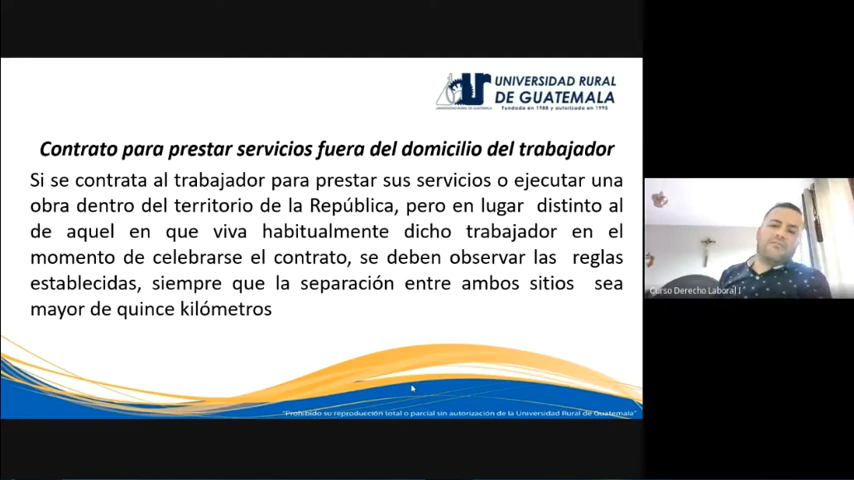 UNIVERSIDAD RURAL
DE GUATEMALA
Fundada en 1988 y autorizada en 1995
Contrato para prestar servicios fuera del domicilio del trabajador
Si se contrata al trabajador para prestar sus servicios o ejecutar una
obra dentro del territorio de la República, pero en lugar distinto al
de aquel en que viva habitualmente dicho trabajador en el
momento de celebrarse el contrato, se deben observar las reglas
establecidas, siempre que la separación entre ambos sitios sea
mayor de quince kilómetros
Curso Derecho Laboral I
"Prohibido su reproducción total o parcial sin autorización de la Universidad Rural de Guatemala"